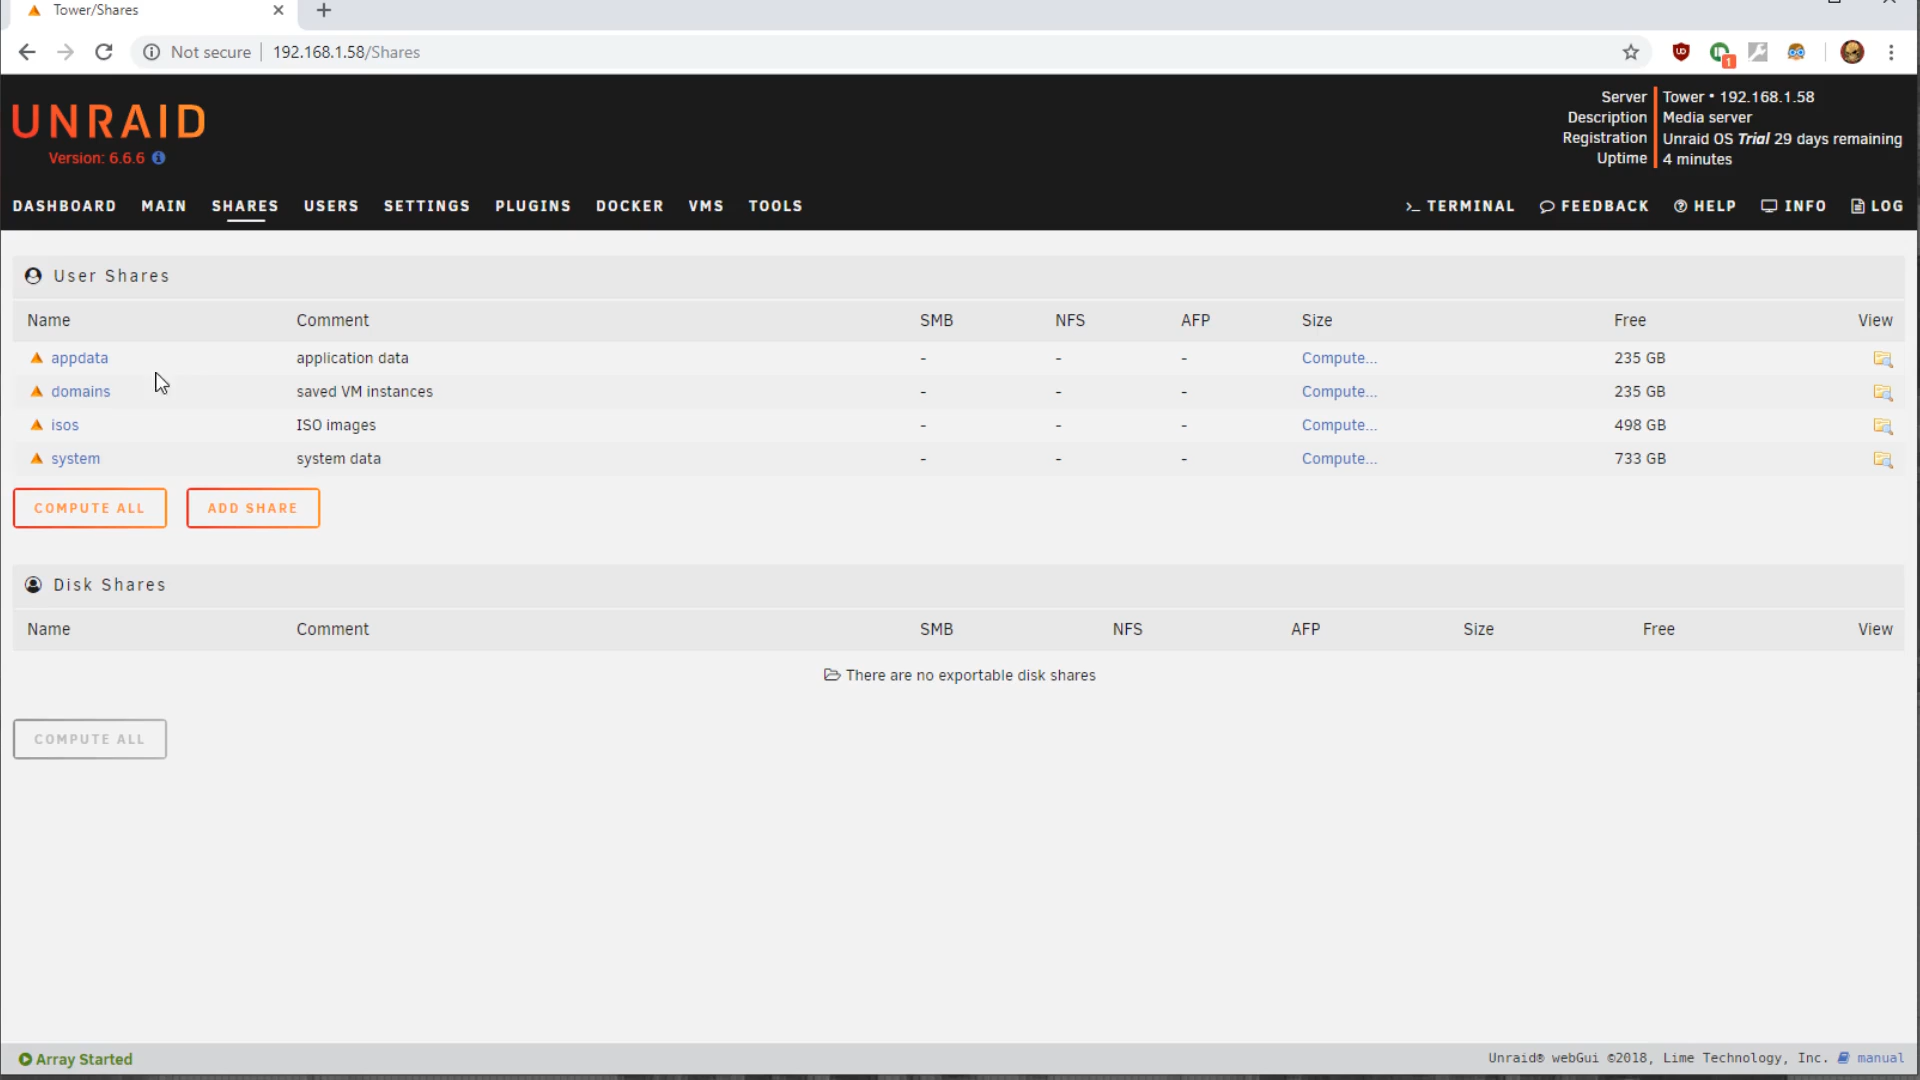 Tower/Shares
Not secure 192.168.1.58/Shares
1
UNRAID
Version: 6.6.6
Server Tower • 192.168.1.58
Description Media server
Registration Unraid OS Trial 29 days remaining
Uptime 4 minutes
DASHBOARD MAIN SHARES USERS SETTINGS PLUGINS DOCKER VMS TOOLS >_ TERMINAL FEEDBACK HELP INFO LOG
User Shares
Name Comment SMB NFS AFP Size Free View
appdata application data - - - Compute... 235 GB
domains saved VM instances - - - Compute... 235 GB
isos ISO images - - - Compute... 498 GB
system system data - - - Compute... 733 GB
COMPUTE ALL ADD SHARE
Disk Shares
Name Comment SMB NFS AFP Size Free View
There are no exportable disk shares
COMPUTE ALL
Array Started Unraid® webGui ©2018, Lime Technology, Inc. manual